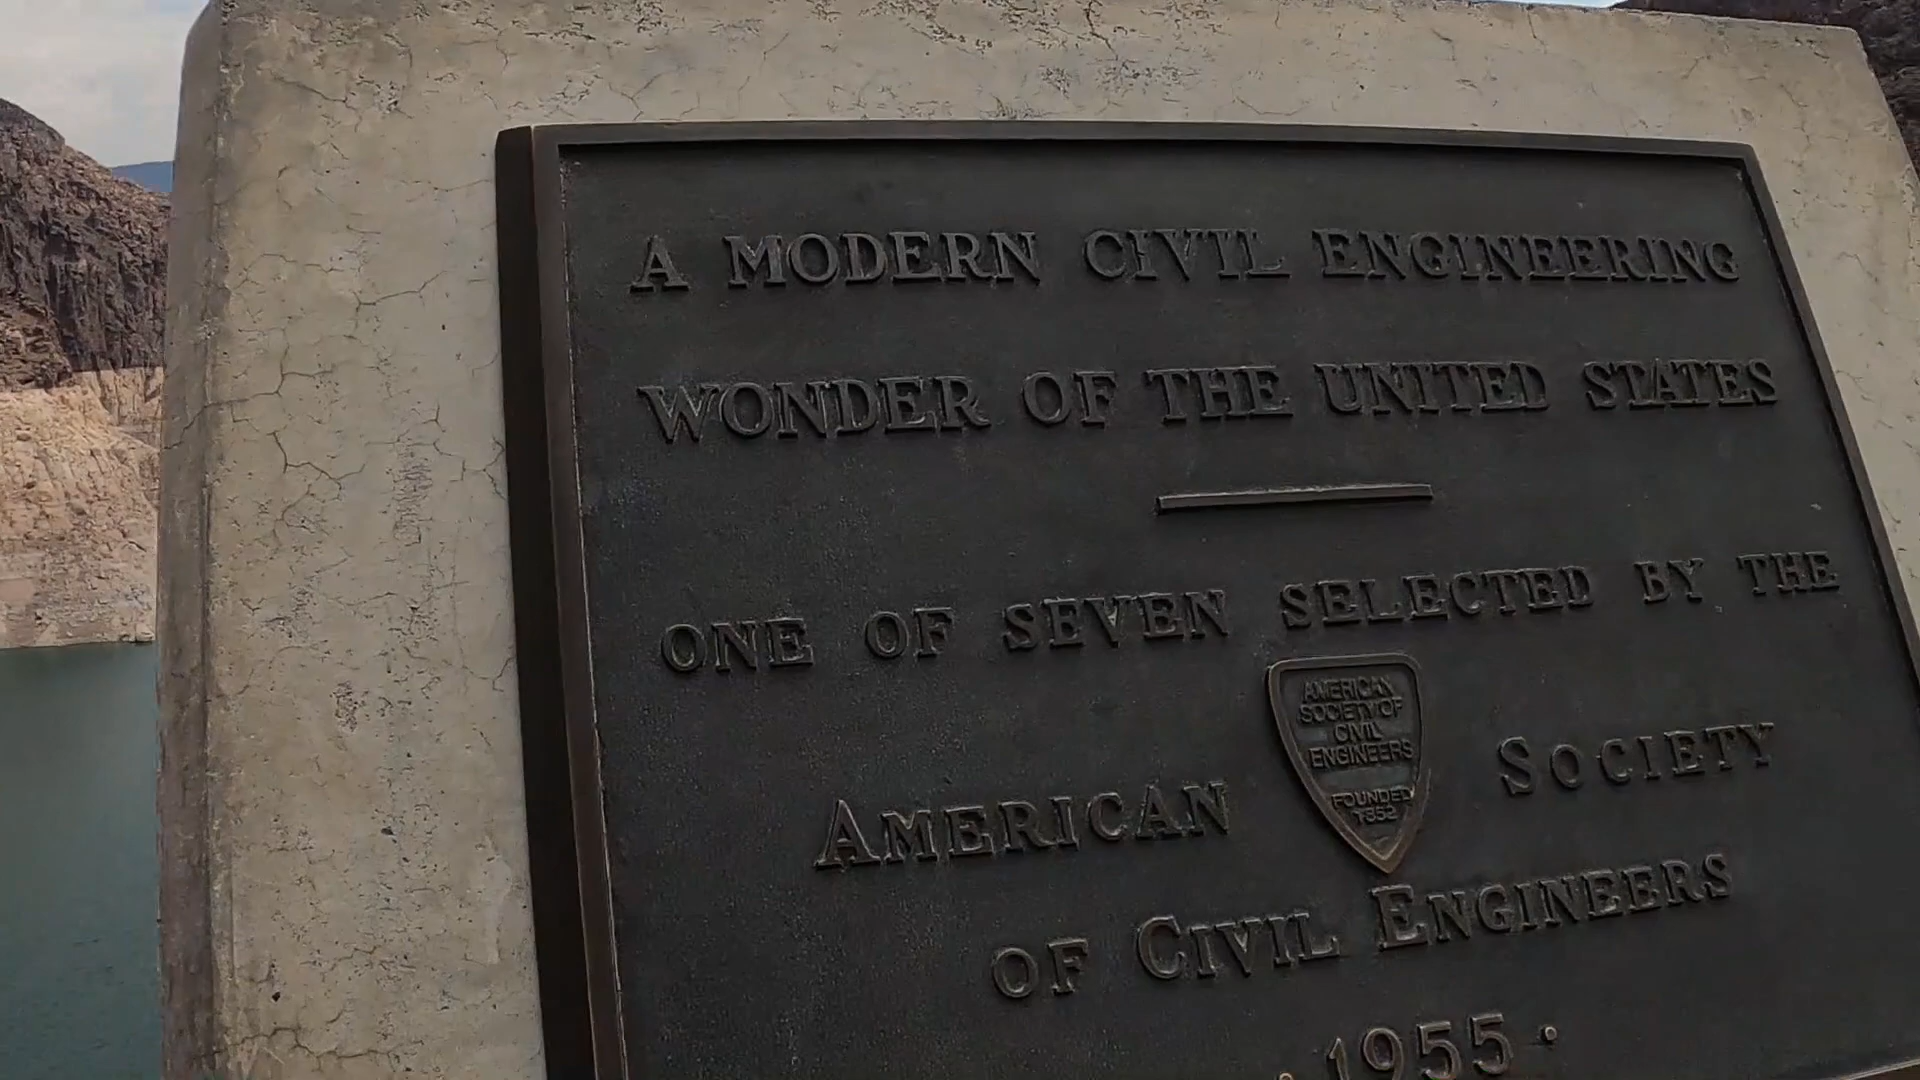 A MODERN CIVIL ENGINEERING
WONDER OF THE UNITED STATES
ONE OF SEVEN SELECTED BY THE
AMERICAN SOCIETY
AMERICAN
SOCIETY OF
CIVIL
ENGINEERS
FOUNDED
1852
OF CIVIL ENGINEERS
• 1955 •